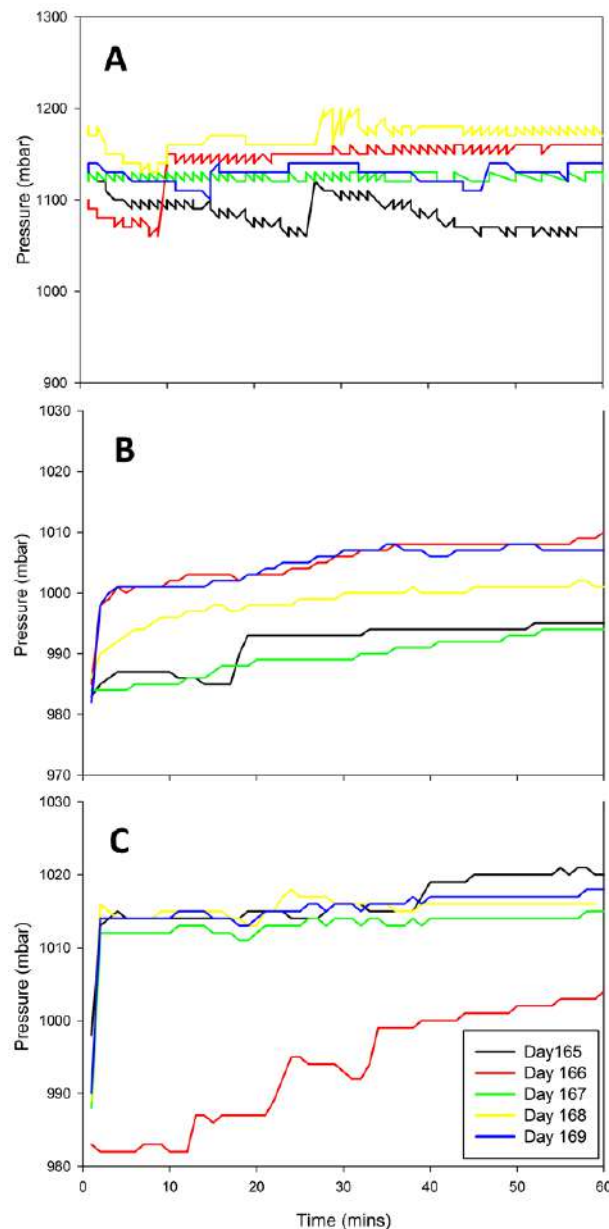 A
1300
1200
1100
1000
900
Pressure (mbar)
B
1030
1020
1010
1000
990
980
970
Pressure (mbar)
C
1020
1010
1000
990
980
Pressure (mbar)
0 10 20 30 40 50 60
Time (mins)
Day165
Day 166
Day 167
Day 168
Day 169